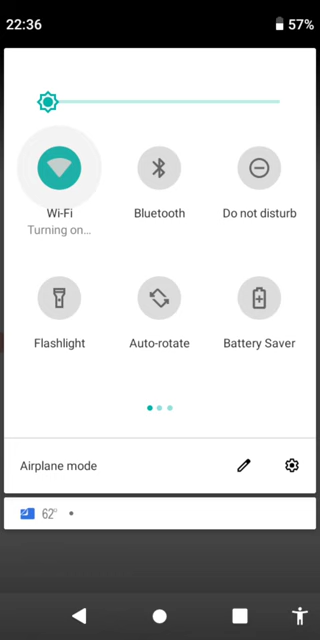 22:36
57%
Wi-Fi
Turning on...
Bluetooth
Do not disturb
Flashlight
Auto-rotate
Battery Saver
Airplane mode
62°